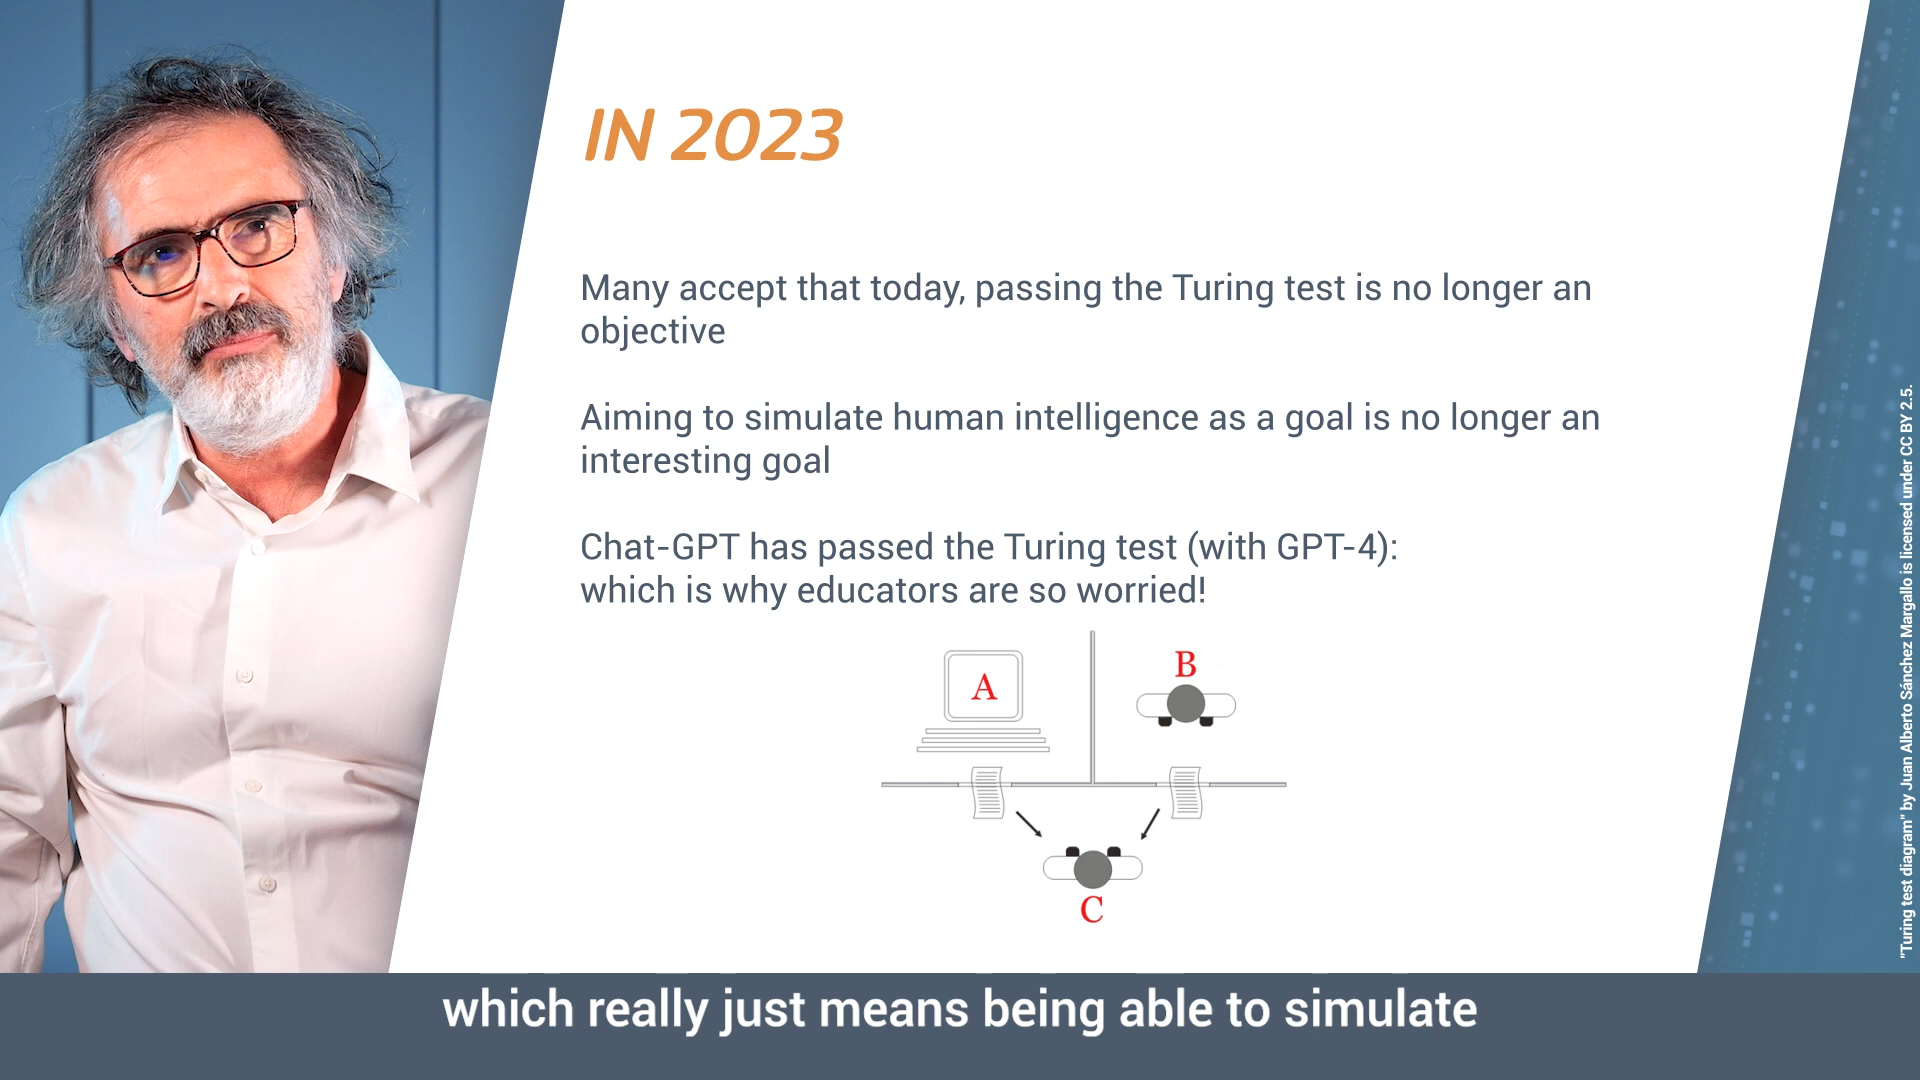 IN 2023
Many accept that today, passing the Turing test is no longer an
objective
Aiming to simulate human intelligence as a goal is no longer an
interesting goal
Chat-GPT has passed the Turing test (with GPT-4):
which is why educators are so worried!
A
B
C
"Turing test diagram" by Juan Alberto Sánchez Margallo is licensed under CC BY 2.5.
which really just means being able to simulate